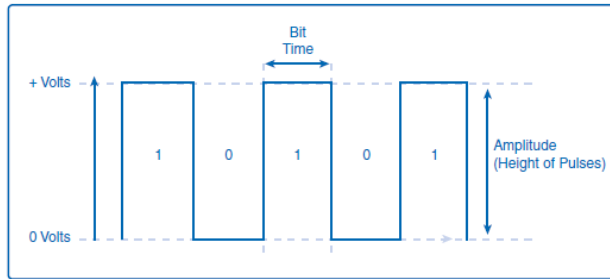 Bit
Time
+ Volts
1 0 1 0 1
Amplitude
(Height of Pulses)
0 Volts